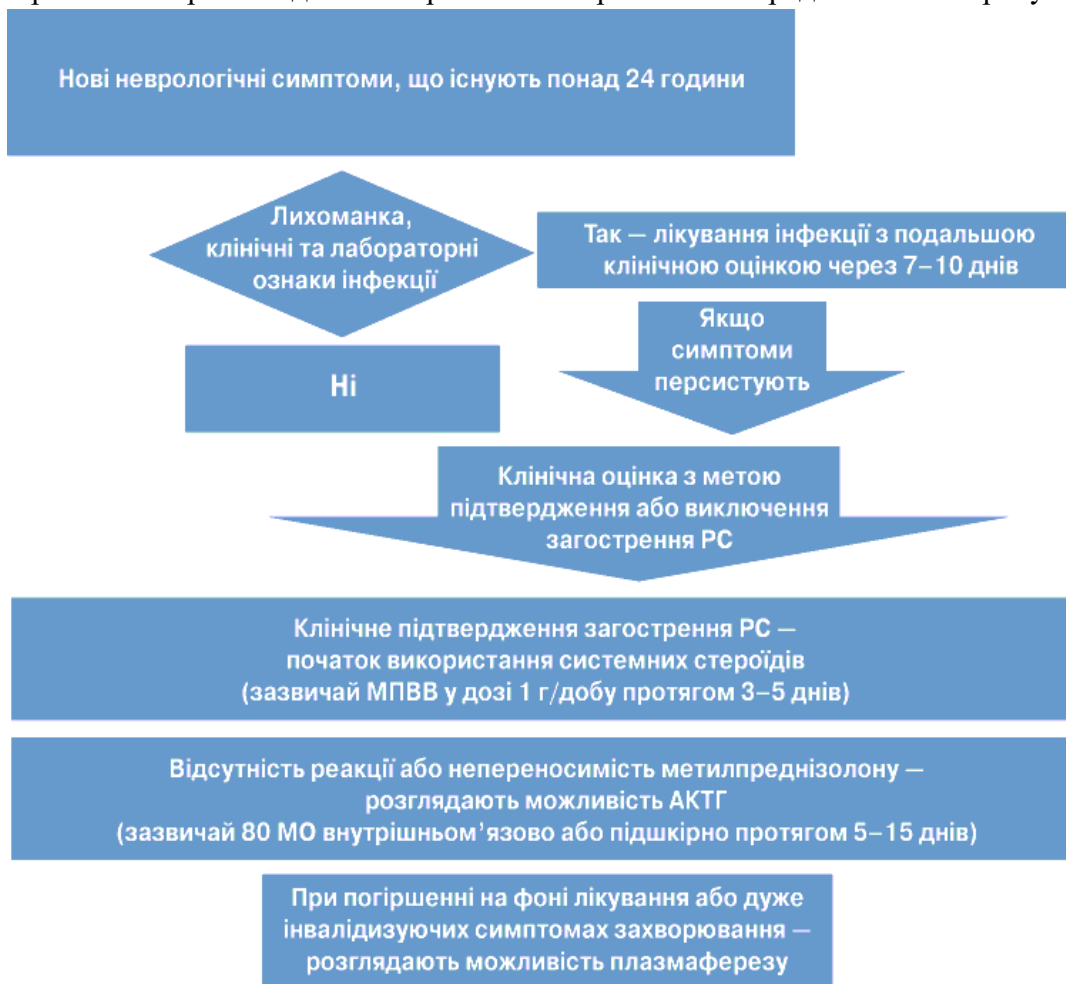 Нові неврологічні симптоми, що існують понад 24 години
Лихоманка,
клінічні та лабораторні
ознаки інфекції
Так — лікування інфекції з подальшою
клінічною оцінкою через 7–10 днів
Якщо
симптоми
персистують
Ні
Клінічна оцінка з метою
підтвердження або виключення
загострення РС
Клінічне підтвердження загострення РС —
початок використання системних стероїдів
(зазвичай МПВВ у дозі 1 г/добу протягом 3–5 днів)
Відсутність реакції або непереносимість метилпреднізолону —
розглядають можливість АКТГ
(зазвичай 80 МО внутрішньом’язово або підшкірно протягом 5–15 днів)
При погіршенні на фоні лікування або дуже
інвалідизуючих симптомах захворювання —
розглядають можливість плазмаферезу